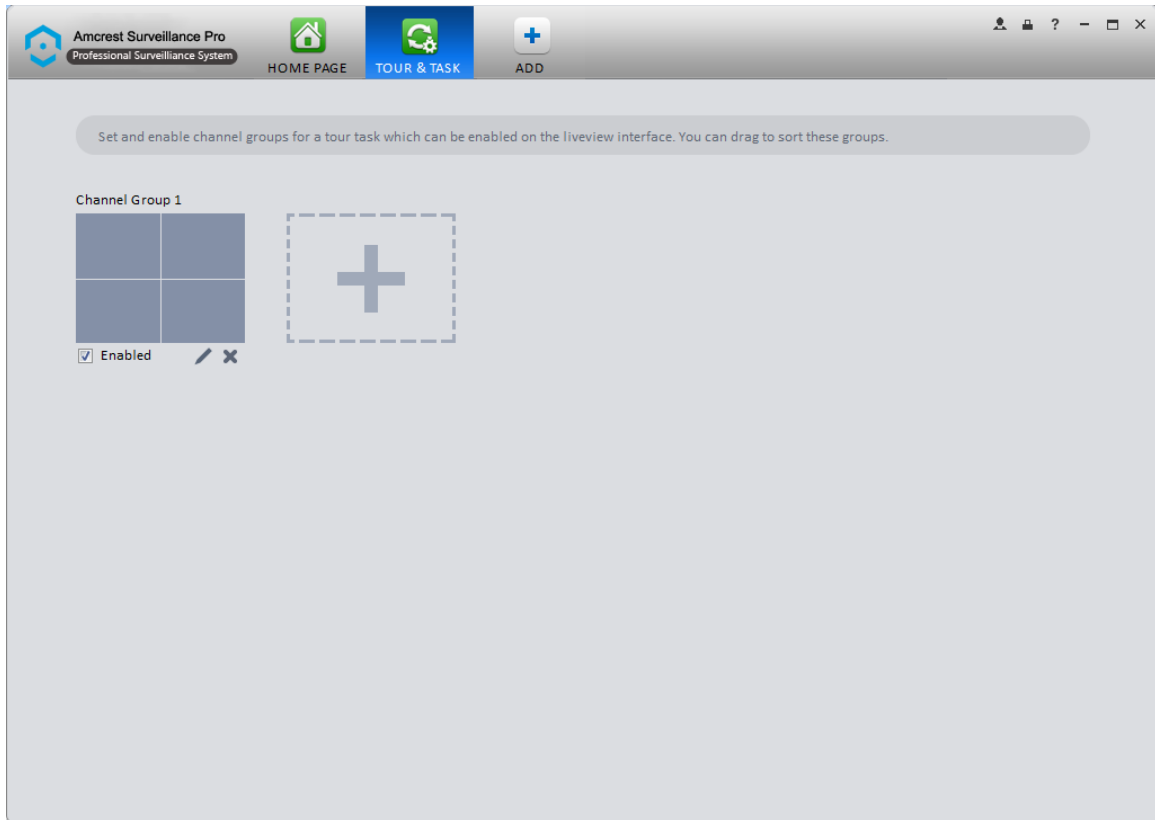 Amcrest Surveillance Pro
Professional Surveilliance System
HOME PAGE
TOUR & TASK
ADD
?
Set and enable channel groups for a tour task which can be enabled on the liveview interface. You can drag to sort these groups.
Channel Group 1
Enabled